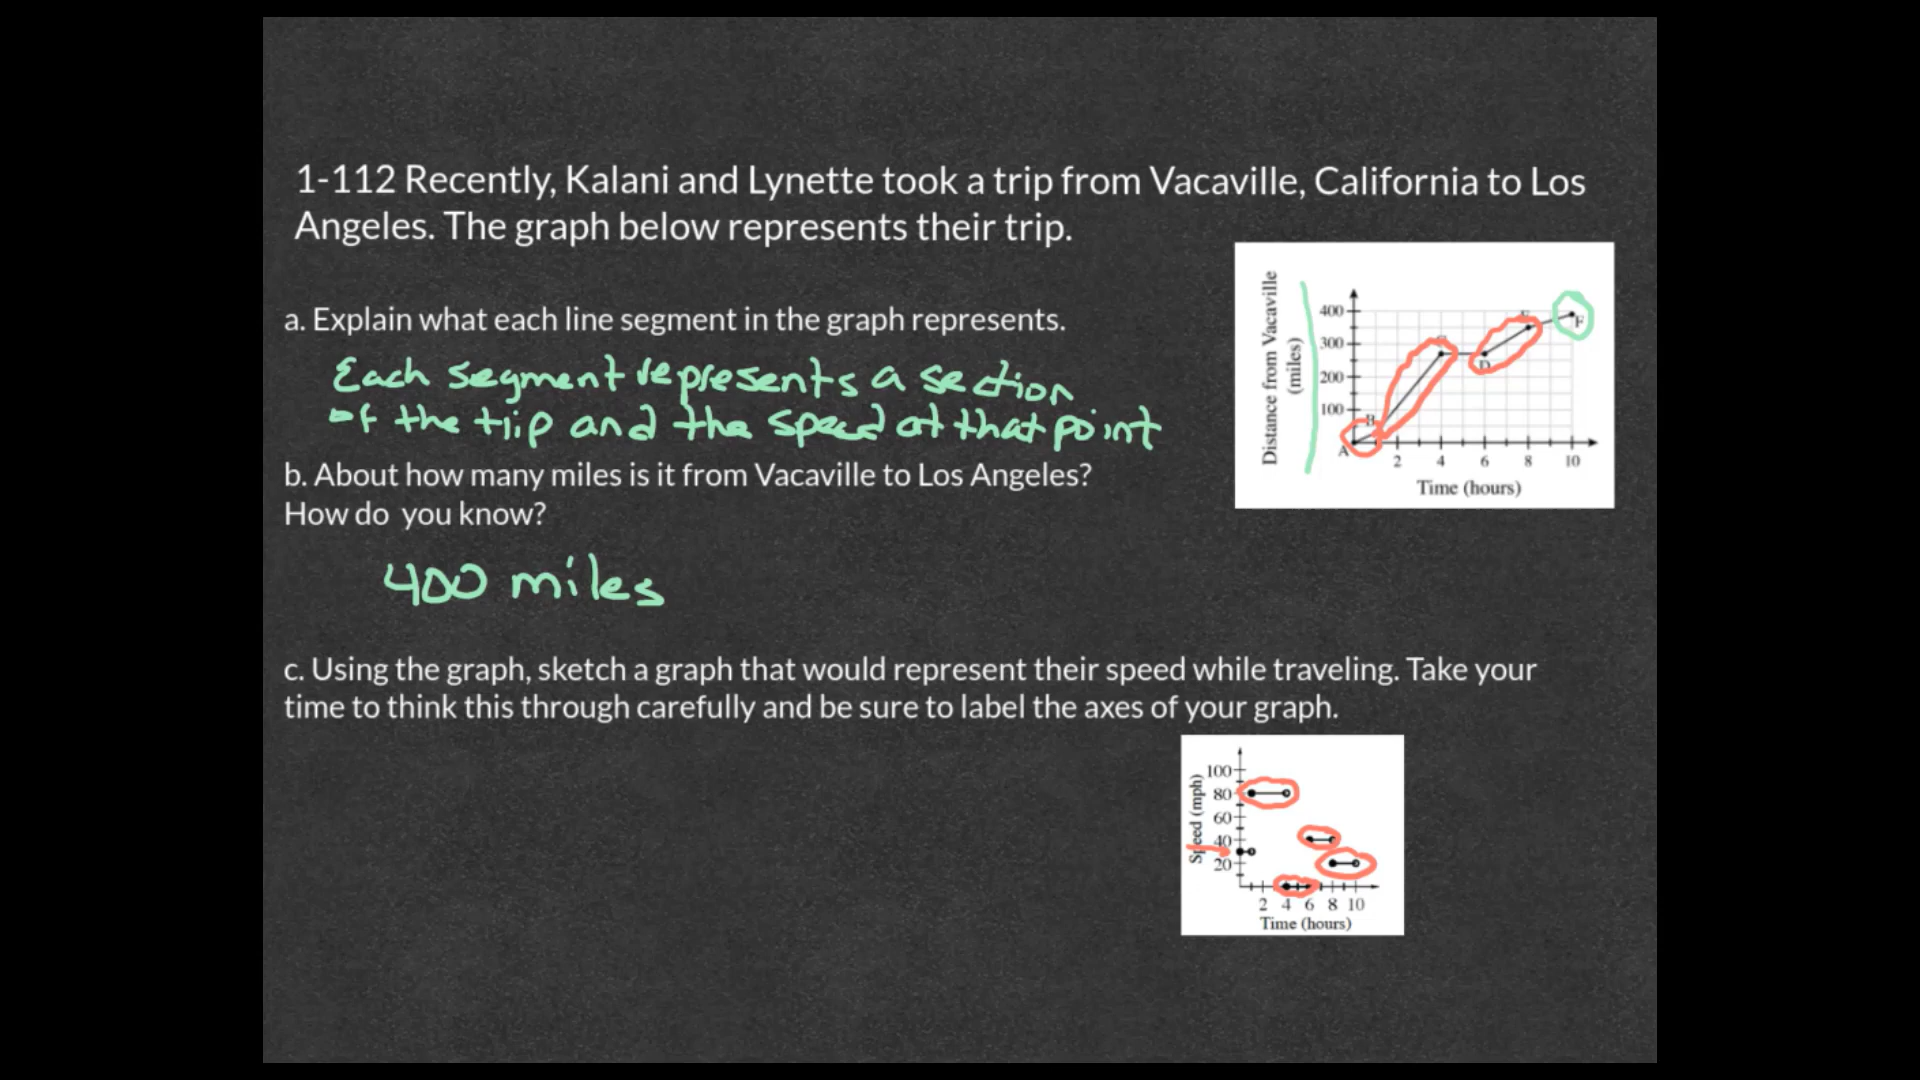 1-112 Recently, Kalani and Lynette took a trip from Vacaville, California to Los
Angeles. The graph below represents their trip.
a. Explain what each line segment in the graph represents.
Each segment represents a section
of the trip and the speed at that point
b. About how many miles is it from Vacaville to Los Angeles?
How do you know?
400 miles
Distance from Vacaville
(miles)
400
300
200
100
A
B
D
F
2 4 6 8 10
Time (hours)
c. Using the graph, sketch a graph that would represent their speed while traveling. Take your
time to think this through carefully and be sure to label the axes of your graph.
Speed (mph)
100
80
60
40
20
2 4 6 8 10
Time (hours)